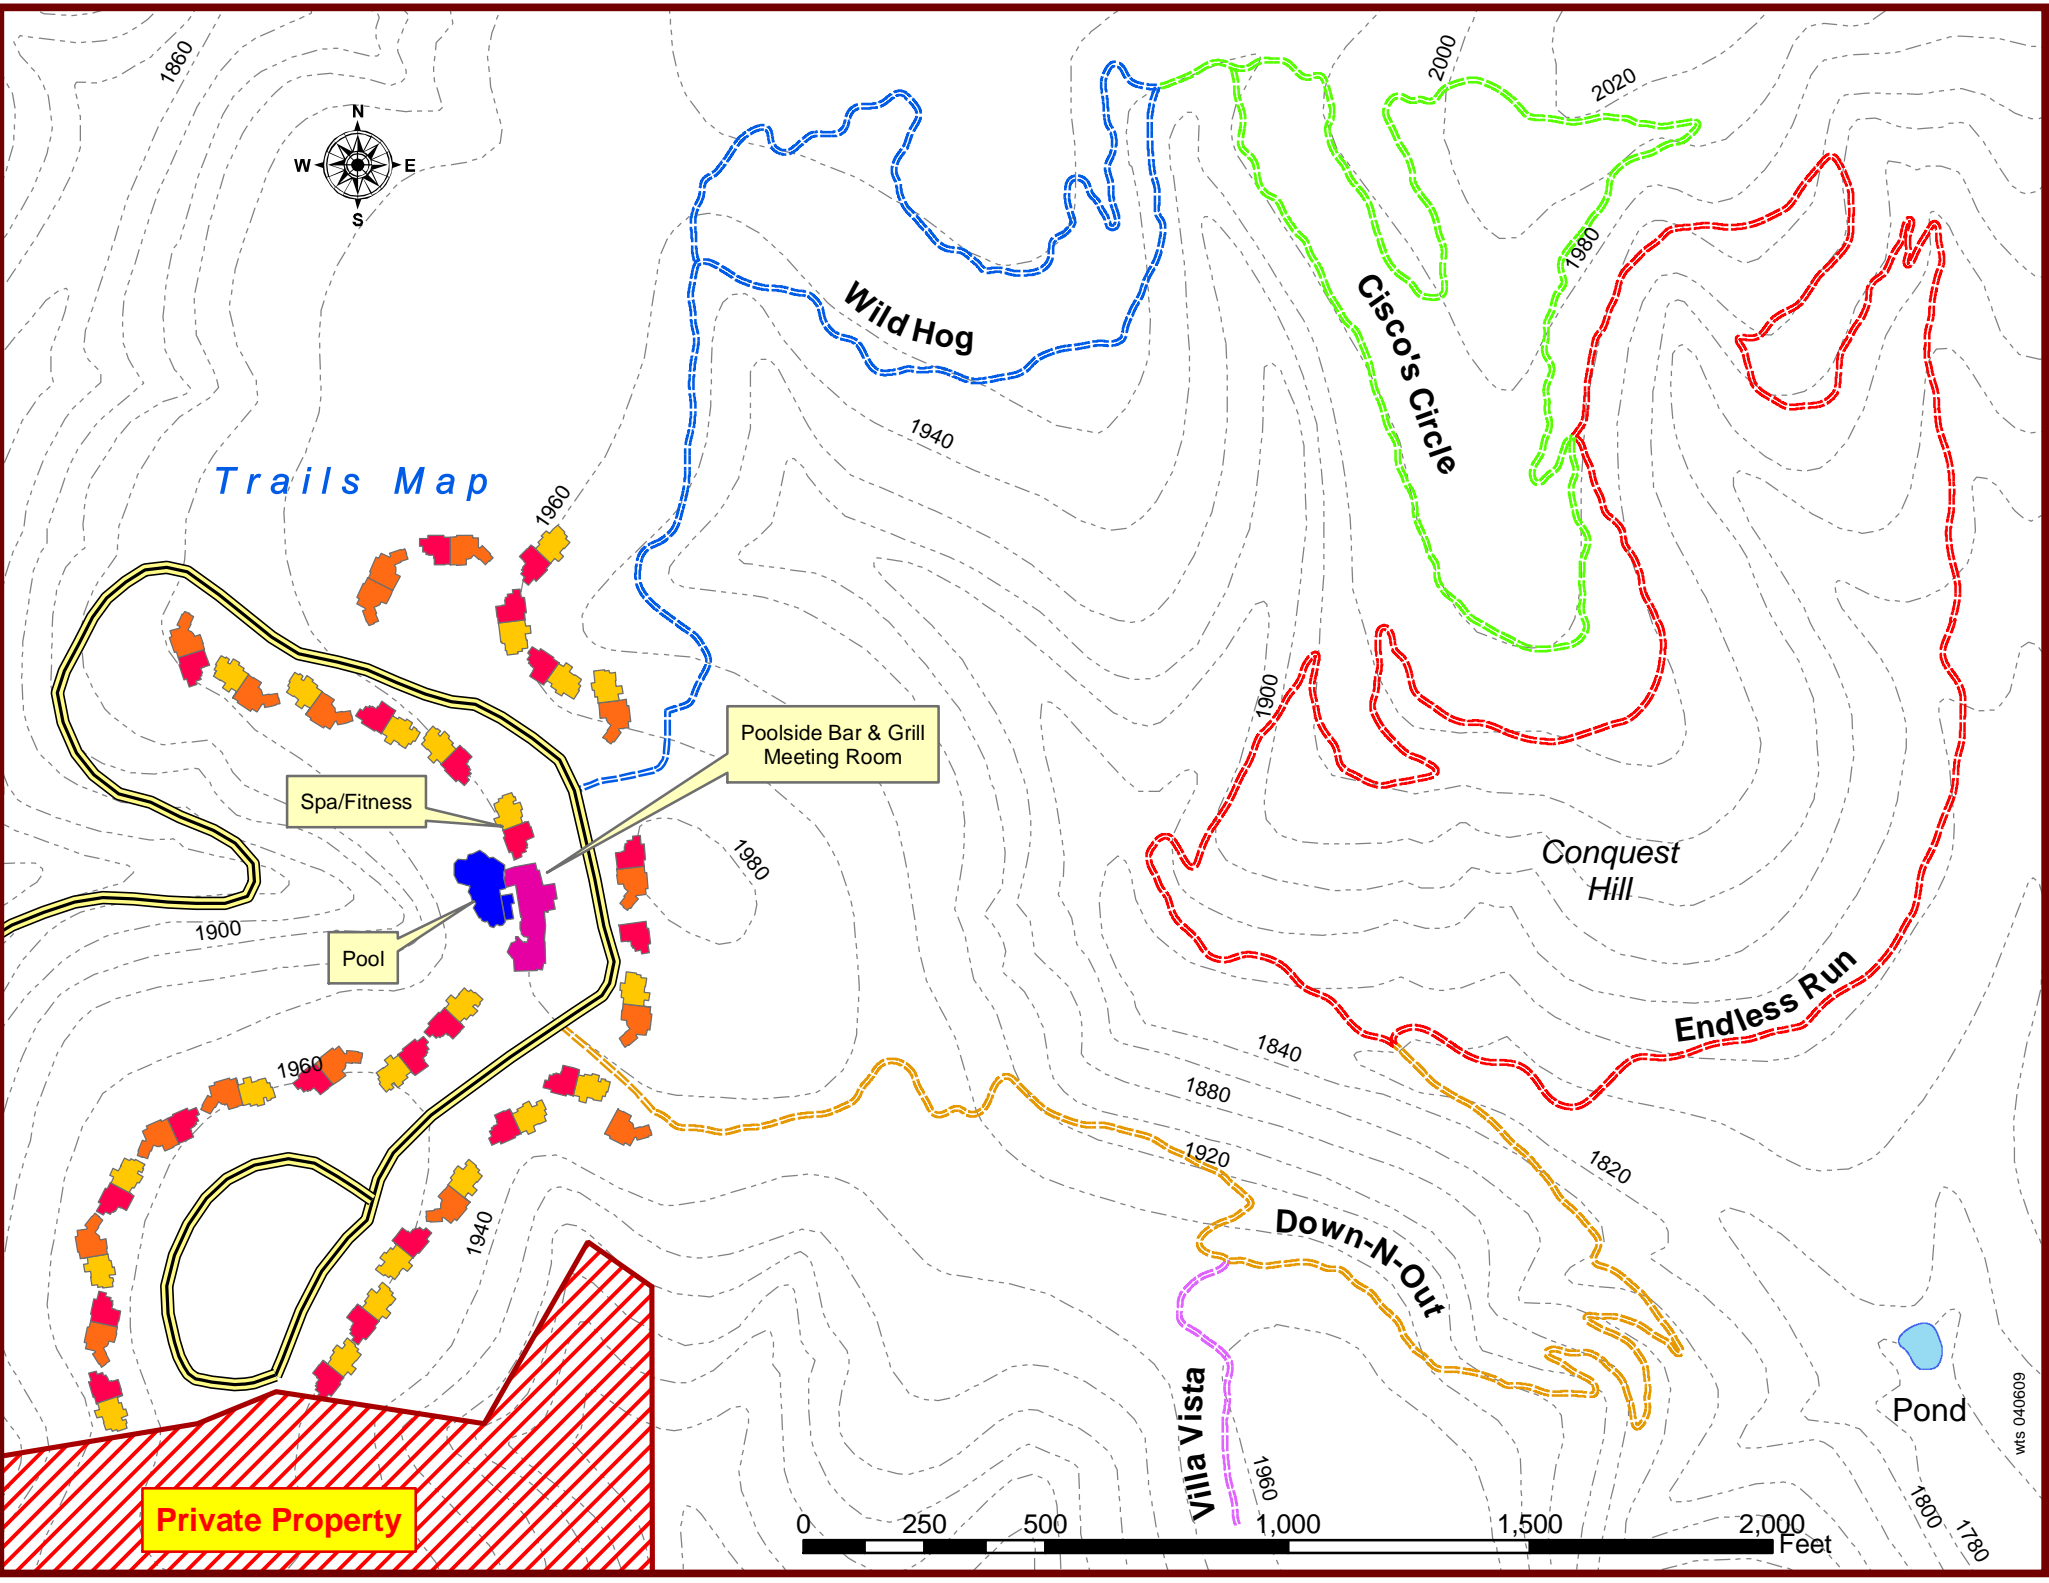 1860
2000
2020
N
W E
S
1980
Wild Hog
Cisco's Circle
1940
Trails Map
1960
1900
Poolside Bar & Grill
Meeting Room
Spa/Fitness
1980
Conquest
Hill
1900
Pool
Endless Run
1840
1960
1880
1920
1820
1940
Down-N-Out
Villa Vista
Pond
wts 040609
1960
1800
1780
Private Property
0 250 500 1,000 1,500 2,000
Feet